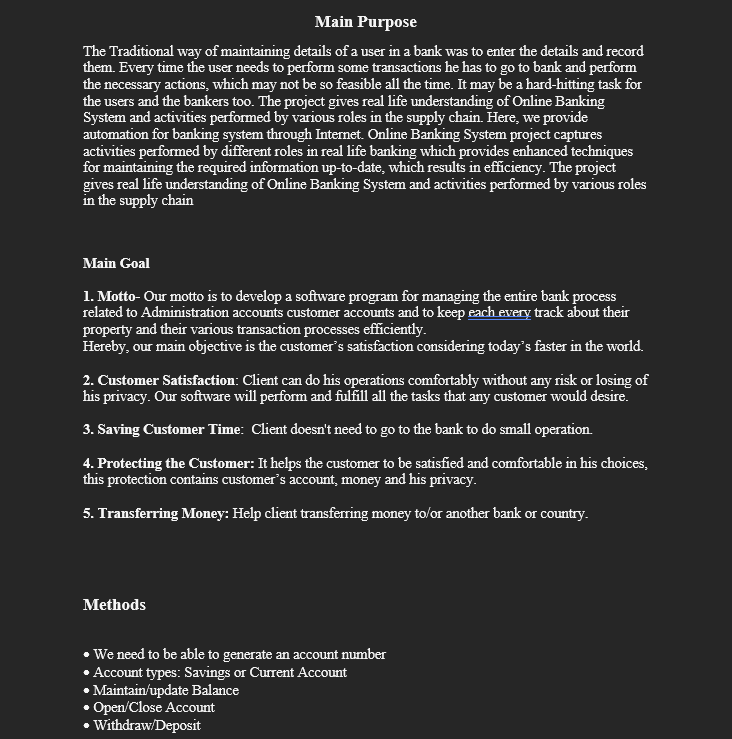 Main Purpose
The Traditional way of maintaining details of a user in a bank was to enter the details and record
them. Every time the user needs to perform some transactions he has to go to bank and perform
the necessary actions, which may not be so feasible all the time. It may be a hard-hitting task for
the users and the bankers too. The project gives real life understanding of Online Banking
System and activities performed by various roles in the supply chain. Here, we provide
automation for banking system through Internet. Online Banking System project captures
activities performed by different roles in real life banking which provides enhanced techniques
for maintaining the required information up-to-date, which results in efficiency. The project
gives real life understanding of Online Banking System and activities performed by various roles
in the supply chain
Main Goal
1. Motto- Our motto is to develop a software program for managing the entire bank process
related to Administration accounts customer accounts and to keep each every track about their
property and their various transaction processes efficiently.
Hereby, our main objective is the customer’s satisfaction considering today’s faster in the world.
2. Customer Satisfaction: Client can do his operations comfortably without any risk or losing of
his privacy. Our software will perform and fulfill all the tasks that any customer would desire.
3. Saving Customer Time: Client doesn't need to go to the bank to do small operation.
4. Protecting the Customer: It helps the customer to be satisfied and comfortable in his choices,
this protection contains customer’s account, money and his privacy.
5. Transferring Money: Help client transferring money to/or another bank or country.
Methods
• We need to be able to generate an account number
• Account types: Savings or Current Account
• Maintain/update Balance
• Open/Close Account
• Withdraw/Deposit